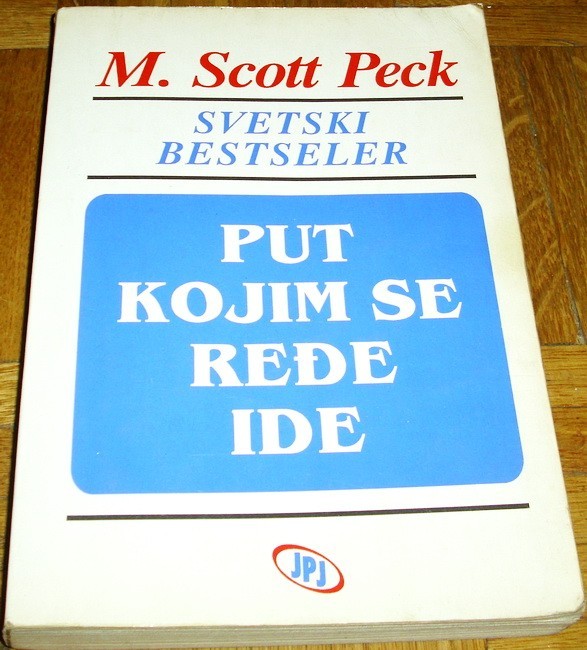 M. Scott Peck
SVETSKI
BESTSELER
PUT
KOJIM SE
REĐE
IDE
JPJ